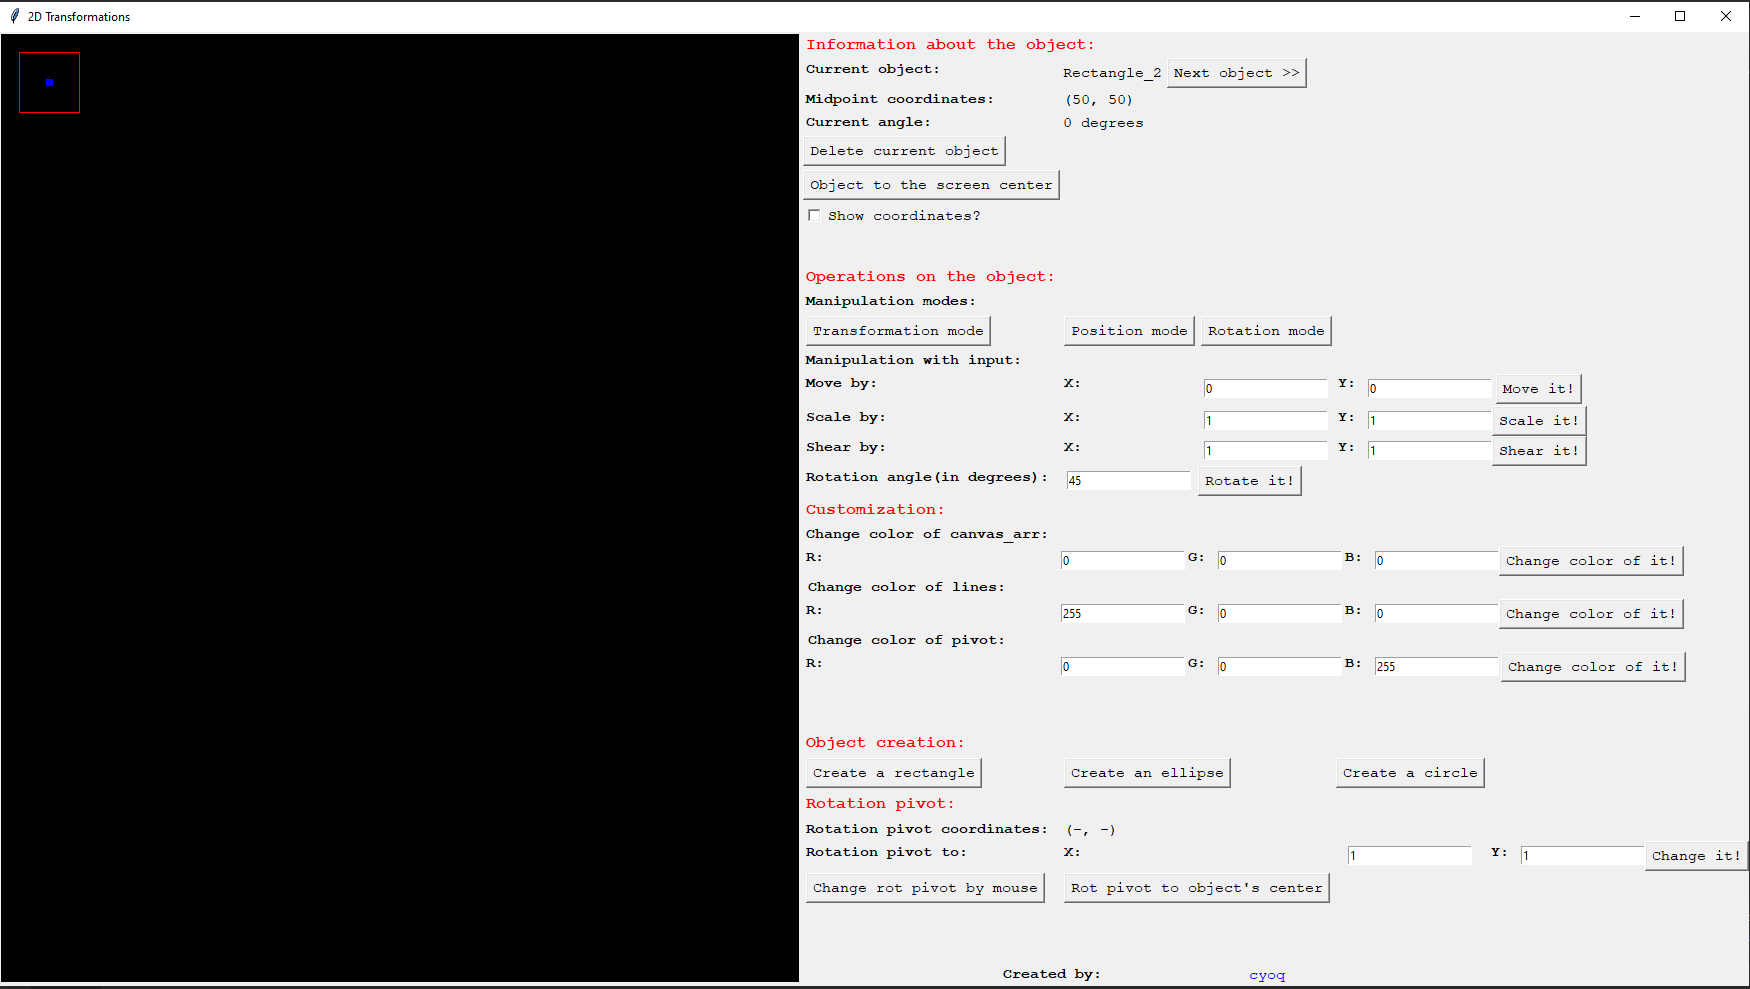 2D Transformations
Information about the object:
Current object: Rectangle_2 Next object >>
Midpoint coordinates: (50, 50)
Current angle: 0 degrees
Delete current object
Object to the screen center
Show coordinates?
Operations on the object:
Manipulation modes:
Transformation mode Position mode Rotation mode
Manipulation with input:
Move by: X: 0 Y: 0 Move it!
Scale by: X: 1 Y: 1 Scale it!
Shear by: X: 1 Y: 1 Shear it!
Rotation angle(in degrees): 45 Rotate it!
Customization:
Change color of canvas_arr:
R: 0 G: 0 B: 0 Change color of it!
Change color of lines:
R: 255 G: 0 B: 0 Change color of it!
Change color of pivot:
R: 0 G: 0 B: 255 Change color of it!
Object creation:
Create a rectangle Create an ellipse Create a circle
Rotation pivot:
Rotation pivot coordinates: (-, -)
Rotation pivot to: X: 1 Y: 1 Change it!
Change rot pivot by mouse Rot pivot to object's center
Created by: cyoq